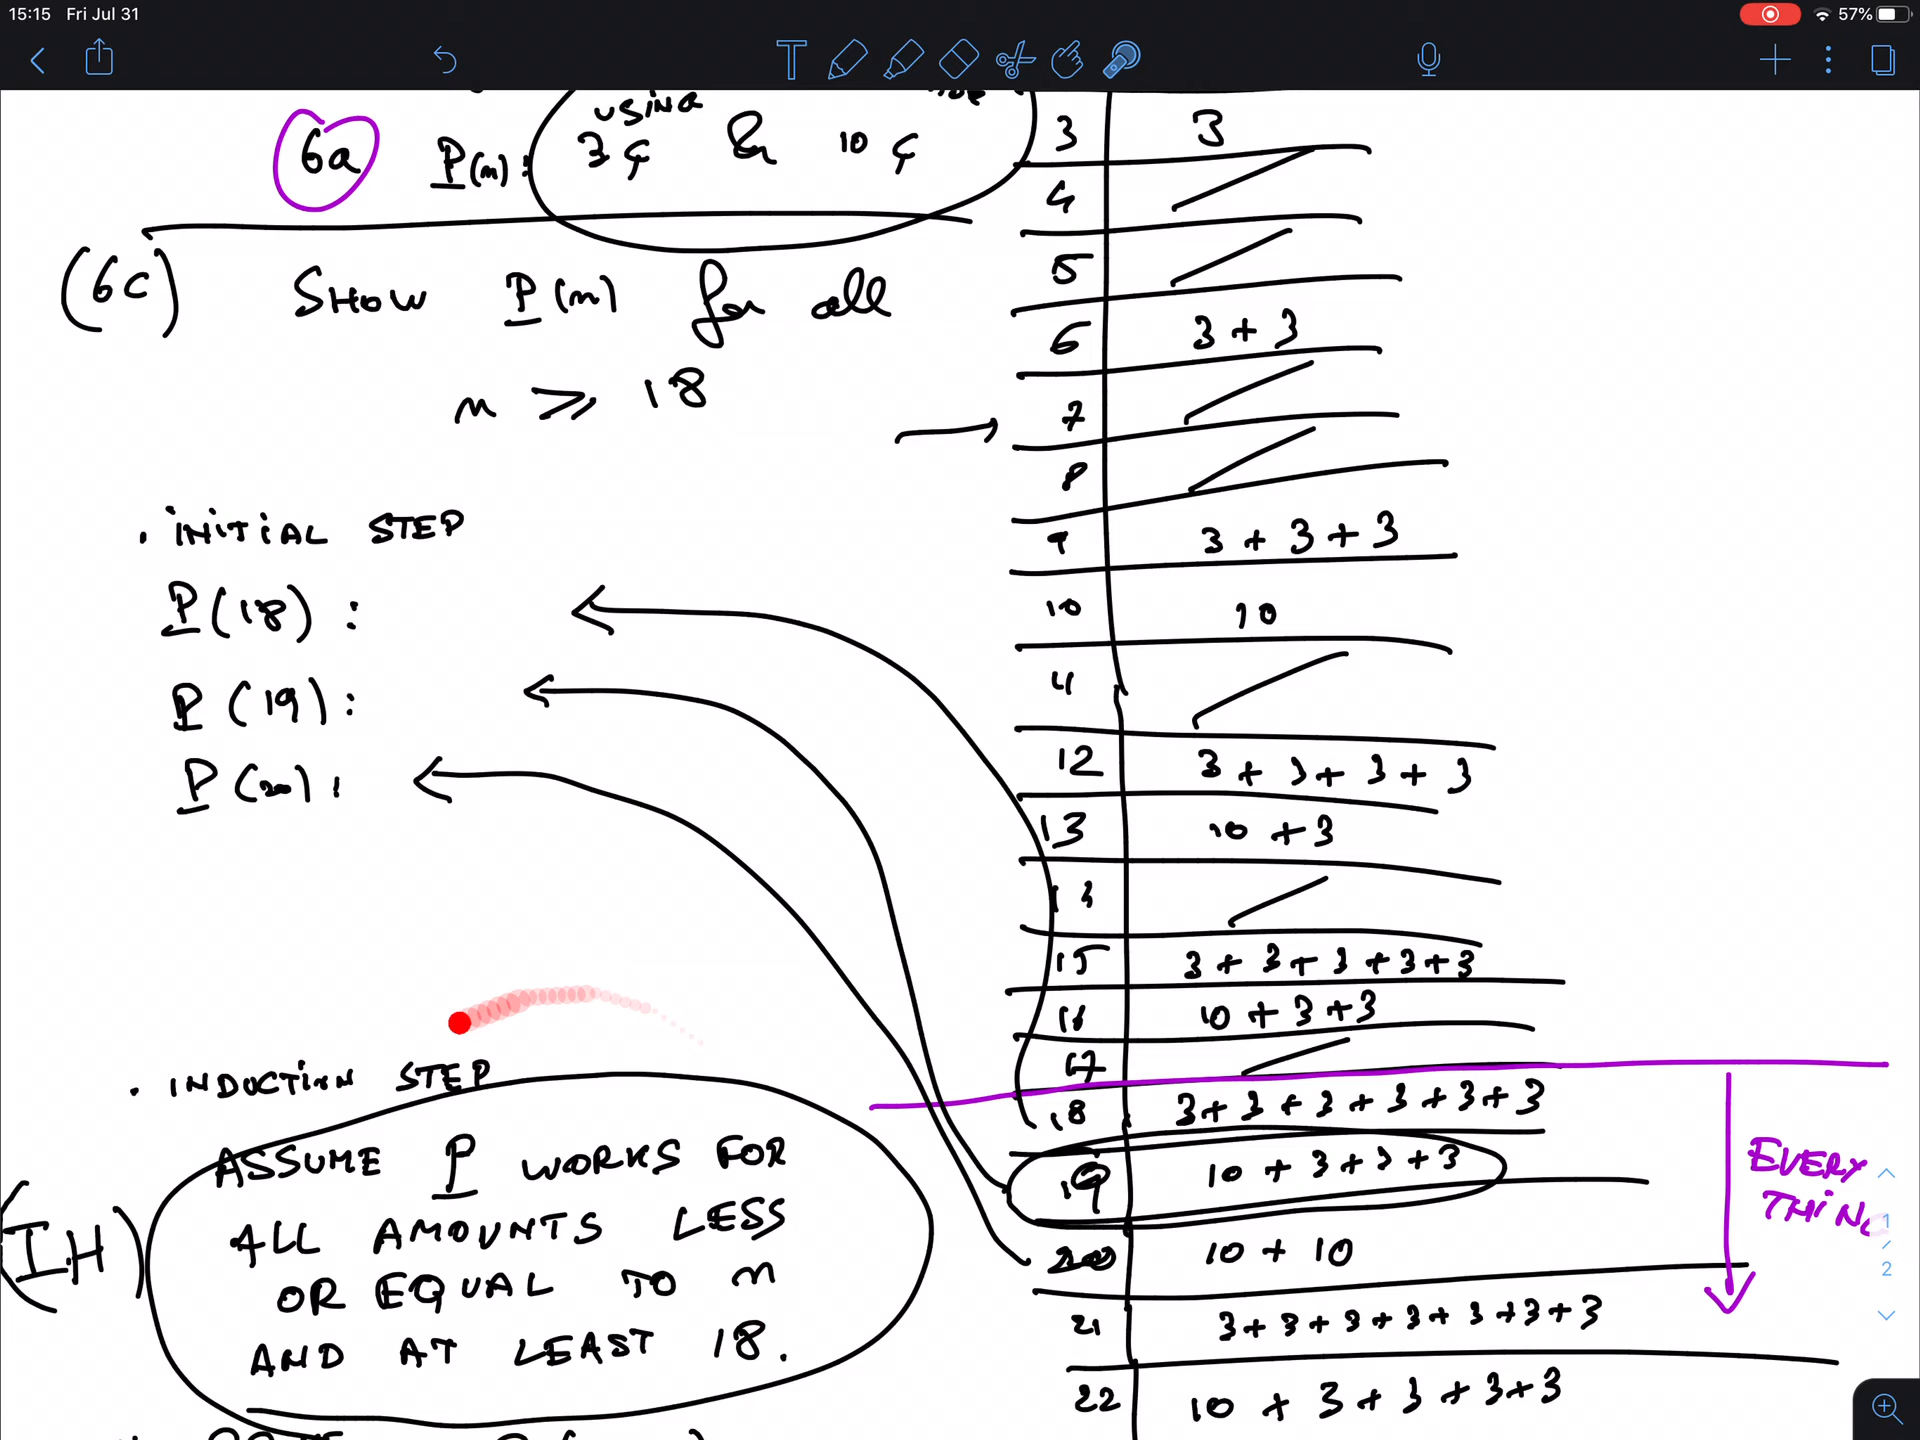 15:15 Fri Jul 31
57%
using
6a P(n): 3¢ & 10¢
(6c) SHOW P(n) for all
n ≥ 18
. INITIAL STEP
P(18) :
P(19) :
P(20) :
. INDUCTION STEP
(I.H) ASSUME P WORKS FOR
ALL AMOUNTS LESS
OR EQUAL TO n
AND AT LEAST 18.
3 3
4
5
6 3 + 3
7
8
9 3 + 3 + 3
10 10
11
12 3 + 3 + 3 + 3
13 10 + 3
14
15 3 + 3 + 3 + 3 + 3
16 10 + 3 + 3
17
18 3 + 3 + 3 + 3 + 3 + 3
19 10 + 3 + 3 + 3
20 10 + 10
21 3 + 3 + 3 + 3 + 3 + 3 + 3
22 10 + 3 + 3 + 3 + 3
EVERY
THING
1
2